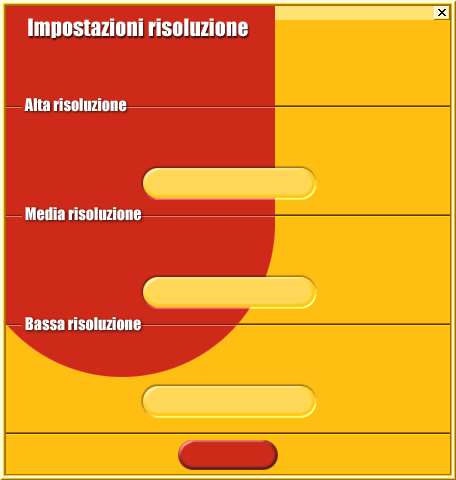 Impostazioni risoluzione
Alta risoluzione
Media risoluzione
Bassa risoluzione